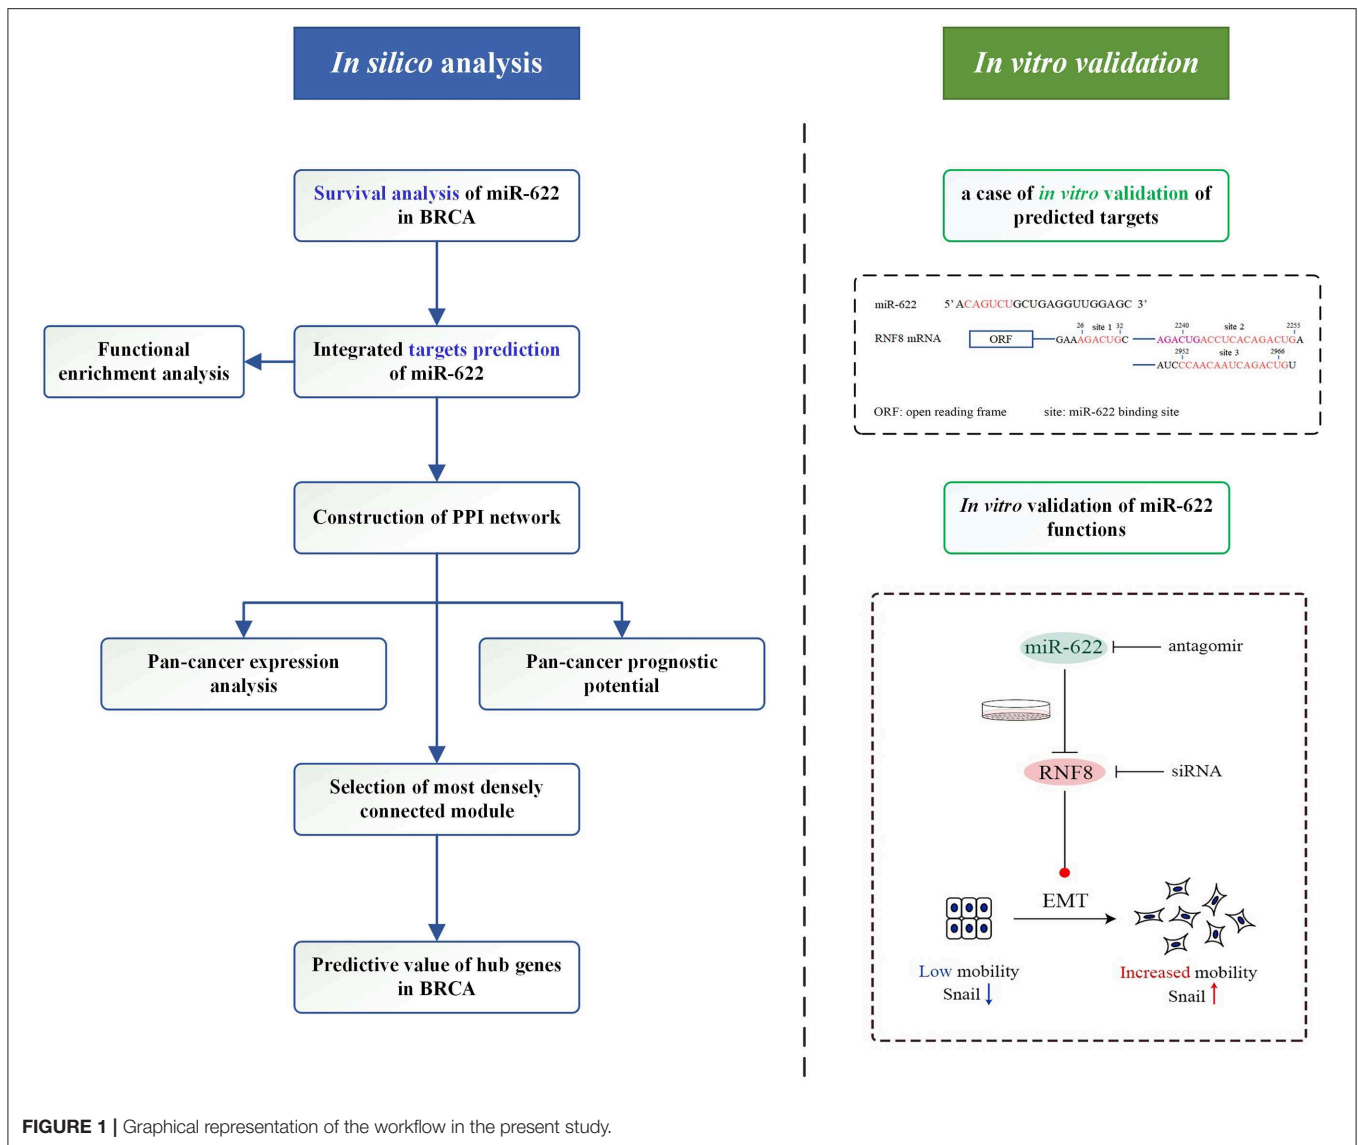 In silico analysis
Survival analysis of miR-622
in BRCA
Functional
enrichment analysis
Integrated targets prediction
of miR-622
Construction of PPI network
Pan-cancer expression
analysis
Pan-cancer prognostic
potential
Selection of most densely
connected module
Predictive value of hub genes
in BRCA
In vitro validation
a case of in vitro validation of
predicted targets
miR-622 5' ACAGUCUGCUGAGGUUGGAGC 3'
26 site 1 32 2240 site 2 2255
RNF8 mRNA ORF GAAAGACUGC AGACUGACCUCACAGACUGA
2952 site 3 2966
AUCCCAACAAUCAGACUGU
ORF: open reading frame site: miR-622 binding site
In vitro validation of miR-622
functions
miR-622 antagomir
RNF8 siRNA
EMT
Low mobility
Snail ↓
Increased mobility
Snail ↑
FIGURE 1 | Graphical representation of the workflow in the present study.